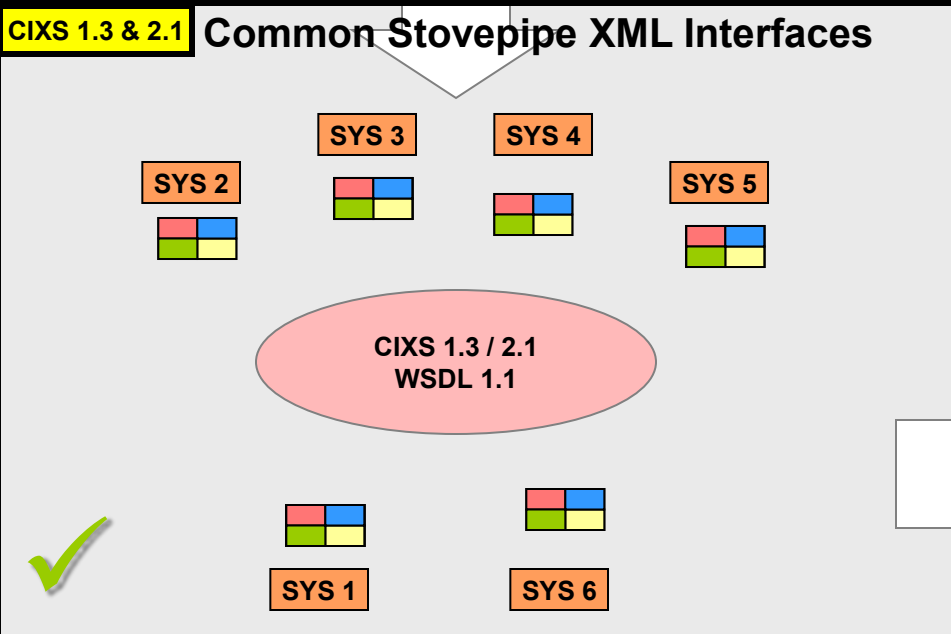 CIXS 1.3 & 2.1
Common Stovepipe XML Interfaces
SYS 3
SYS 4
SYS 2
SYS 5
CIXS 1.3 / 2.1
WSDL 1.1
SYS 1
SYS 6